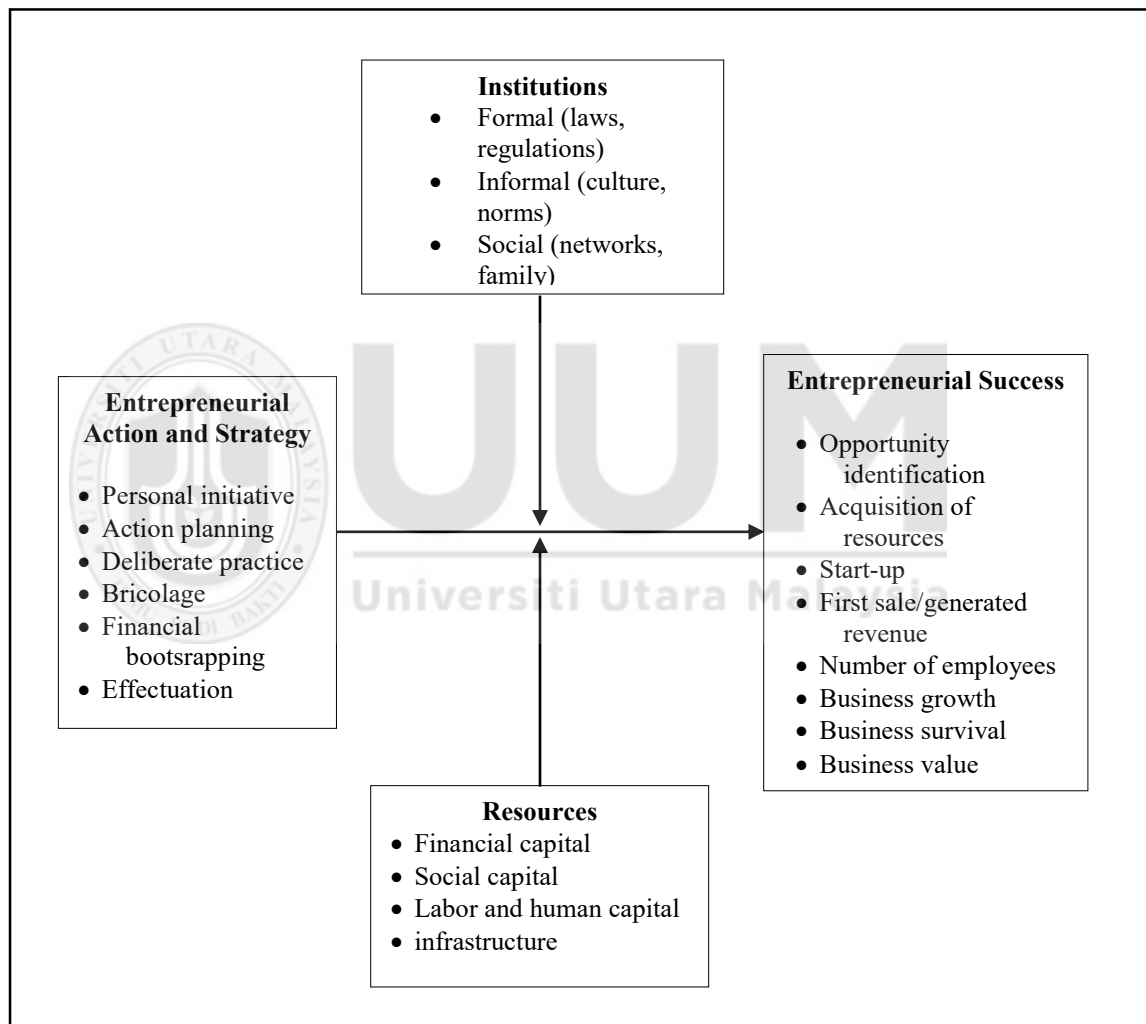 Institutions
• Formal (laws,
regulations)
• Informal (culture,
norms)
• Social (networks,
family)
Entrepreneurial
Action and Strategy
• Personal initiative
• Action planning
• Deliberate practice
• Bricolage
• Financial
bootsrapping
• Effectuation
Entrepreneurial Success
• Opportunity
identification
• Acquisition of
resources
• Start-up
• First sale/generated
revenue
• Number of employees
• Business growth
• Business survival
• Business value
Resources
• Financial capital
• Social capital
• Labor and human capital
• infrastructure
UUM
Universiti Utara Malaysia
UNIVERSITI UTARA MALAYSIA